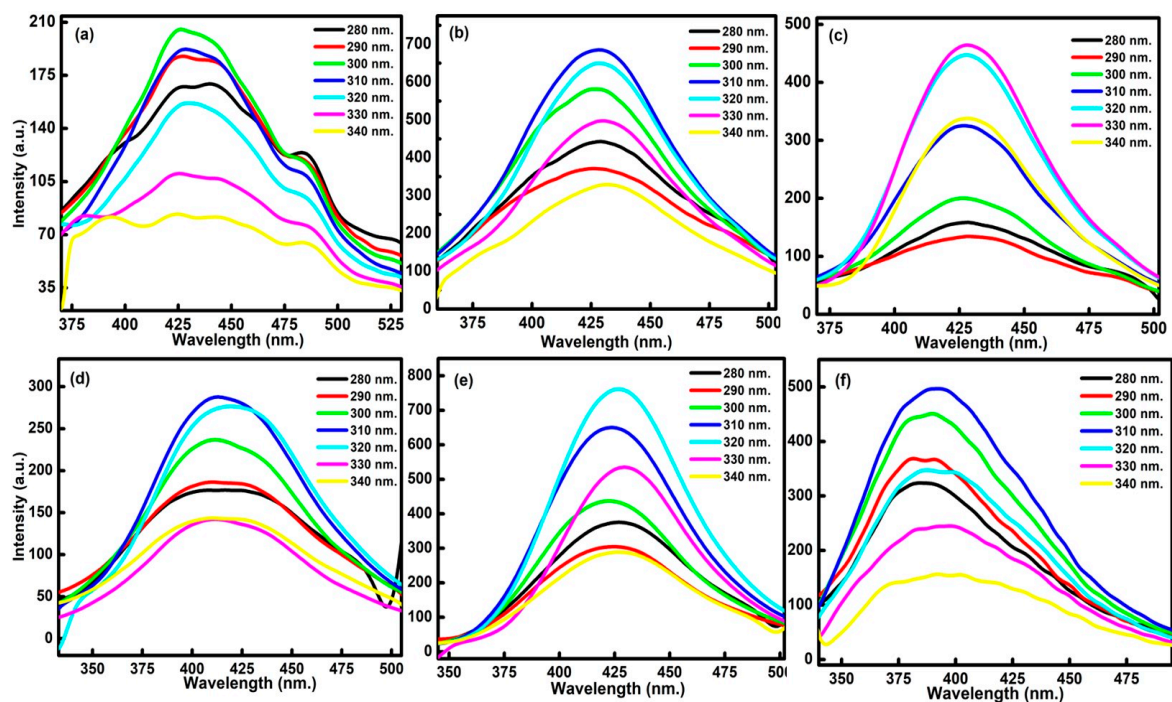 (a)
280 nm.
290 nm.
300 nm.
310 nm.
320 nm.
330 nm.
340 nm.
210
175
140
105
70
35
375 400 425 450 475 500 525
Wavelength (nm.)
Intensity (a.u.)
(b)
280 nm.
290 nm.
300 nm.
310 nm.
320 nm.
330 nm.
340 nm.
700
600
500
400
300
200
100
0
375 400 425 450 475 500
Wavelength (nm.)
(c)
280 nm.
290 nm.
300 nm.
310 nm.
320 nm.
330 nm.
340 nm.
500
400
300
200
100
0
375 400 425 450 475 500
Wavelength (nm.)
(d)
280 nm.
290 nm.
300 nm.
310 nm.
320 nm.
330 nm.
340 nm.
300
250
200
150
100
50
0
350 375 400 425 450 475 500
Wavelength (nm.)
Intensity (a.u.)
(e)
280 nm.
290 nm.
300 nm.
310 nm.
320 nm.
330 nm.
340 nm.
800
700
600
500
400
300
200
100
0
350 375 400 425 450 475 500
Wavelength (nm.)
(f)
280 nm.
290 nm.
300 nm.
310 nm.
320 nm.
330 nm.
340 nm.
500
400
300
200
100
0
350 375 400 425 450 475
Wavelength (nm.)